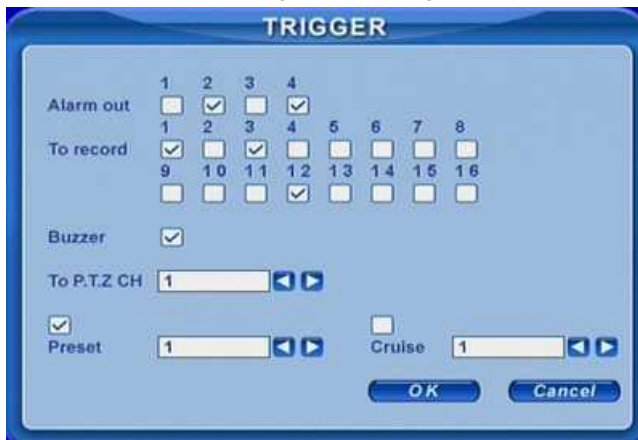 TRIGGER
1 2 3 4
Alarm out
1 2 3 4 5 6 7 8
To record
9 10 11 12 13 14 15 16
Buzzer
To P.T.Z CH 1
Preset 1 Cruise 1
OK Cancel